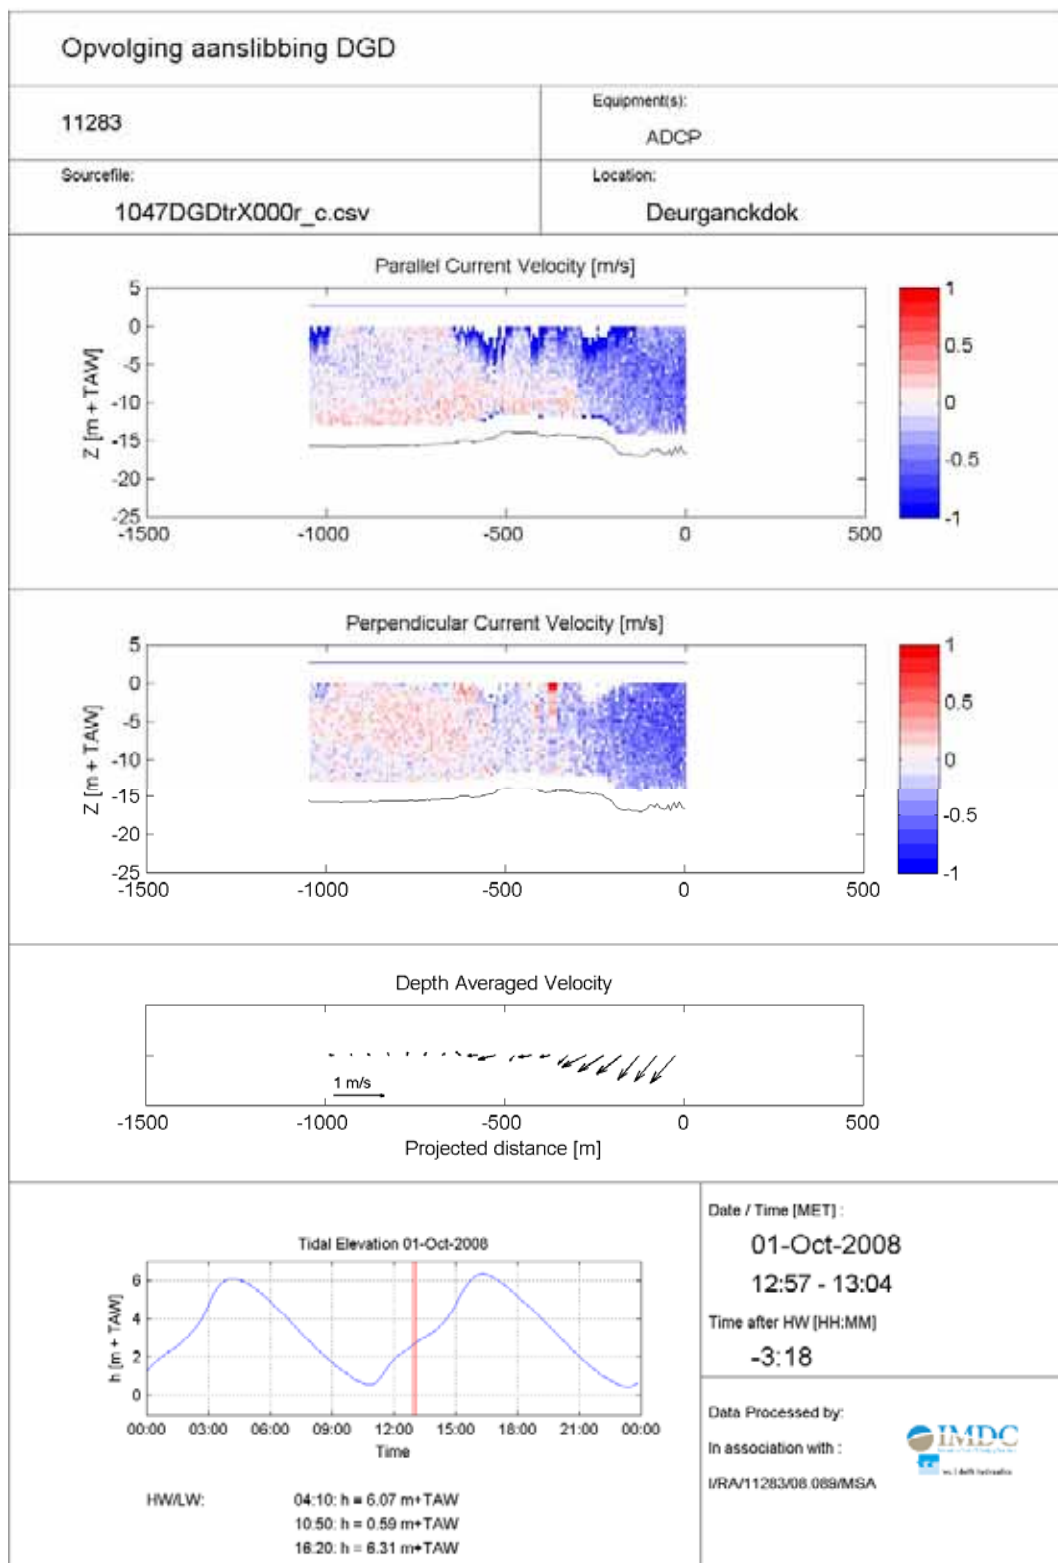 Opvolging aanslibbing DGD
11283
Equipment(s):
ADCP
Sourcefile:
1047DGDtrX000r_c.csv
Location:
Deurganckdok
Parallel Current Velocity [m/s]
Z [m + TAW]
5
0
-5
-10
-15
-20
-25
-1500
-1000
-500
0
500
1
0.5
0
-0.5
-1
Perpendicular Current Velocity [m/s]
Z [m + TAW]
5
0
-5
-10
-15
-20
-25
-1500
-1000
-500
0
500
1
0.5
0
-0.5
-1
Depth Averaged Velocity
1 m/s
-1500
-1000
-500
0
500
Projected distance [m]
Tidal Elevation 01-Oct-2008
h [m + TAW]
6
4
2
0
00:00
03:00
06:00
09:00
12:00
15:00
18:00
21:00
00:00
Time
HW/LW:
04:10: h = 6.07 m+TAW
10:50: h = 0.59 m+TAW
16:20: h = 6.31 m+TAW
Date / Time [MET] :
01-Oct-2008
12:57 - 13:04
Time after HW [HH:MM]
-3:18
Data Processed by:
In association with :
I/RA/11283/08.089/MSA
IMDC
wl | delft hydraulics